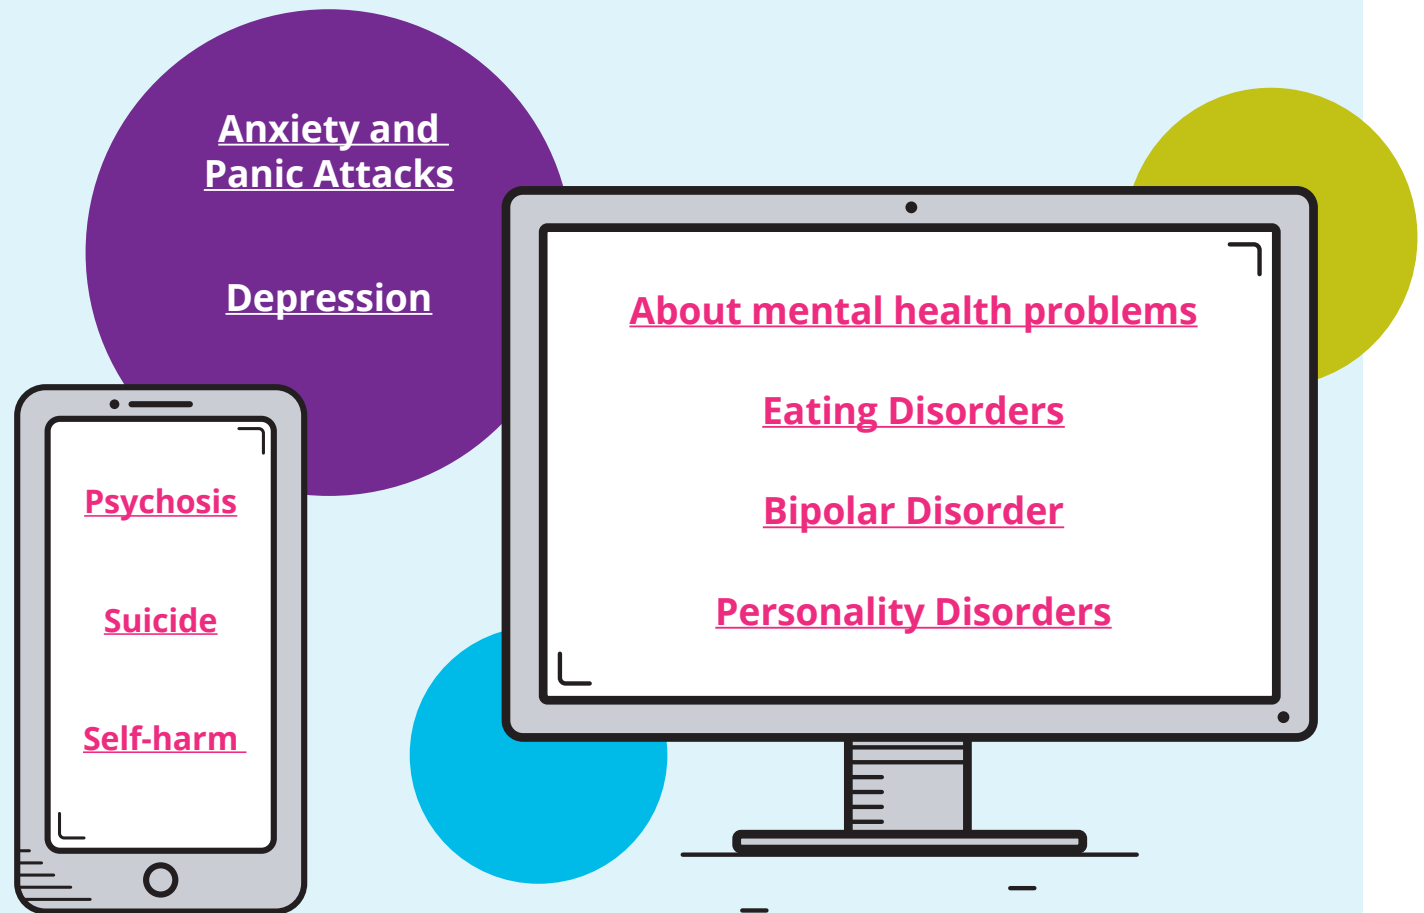 Anxiety and
Panic Attacks
Depression
About mental health problems
Eating Disorders
Bipolar Disorder
Personality Disorders
Psychosis
Suicide
Self-harm